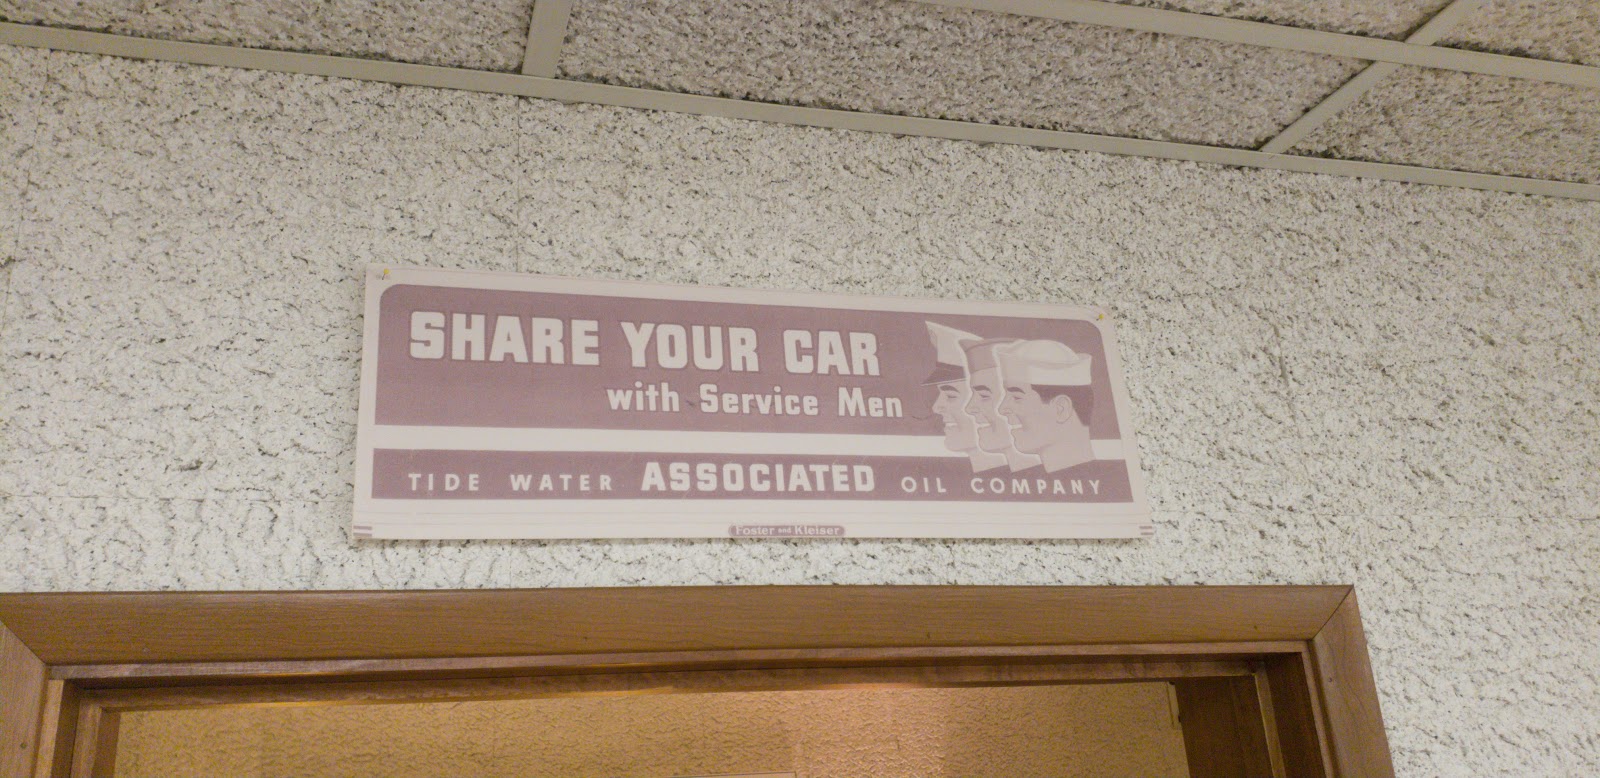 SHARE YOUR CAR
with Service Men
TIDE WATER ASSOCIATED OIL COMPANY
Foster and Kleiser